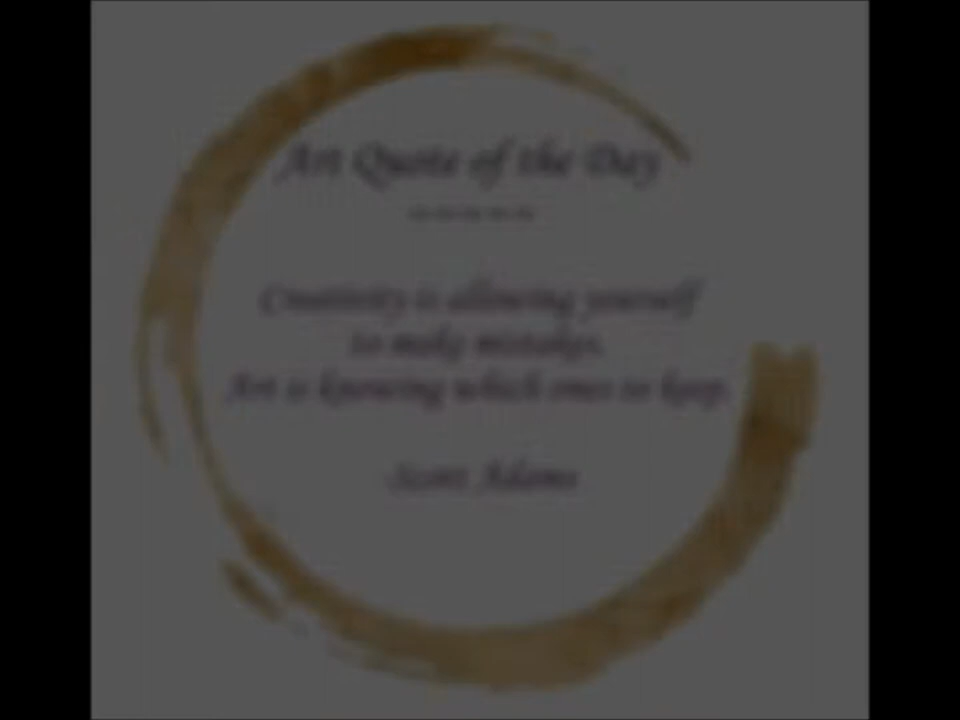 Art Quote of the Day
~~~~~
Creativity is allowing yourself
to make mistakes.
Art is knowing which ones to keep.
-Scott Adams